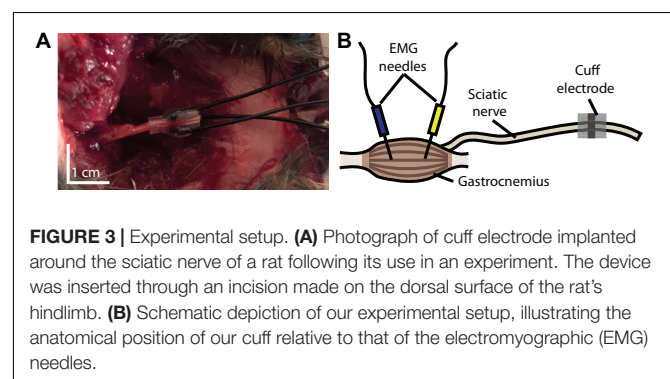 A
1 cm
B
EMG
needles
Sciatic
nerve
Cuff
electrode
Gastrocnemius
FIGURE 3 | Experimental setup. (A) Photograph of cuff electrode implanted
around the sciatic nerve of a rat following its use in an experiment. The device
was inserted through an incision made on the dorsal surface of the rat's
hindlimb. (B) Schematic depiction of our experimental setup, illustrating the
anatomical position of our cuff relative to that of the electromyographic (EMG)
needles.